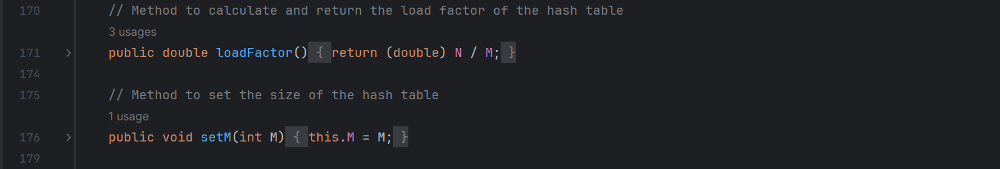 170 // Method to calculate and return the load factor of the hash table
3 usages
171 > public double loadFactor() { return (double) N / M; }
174
175 // Method to set the size of the hash table
1 usage
176 > public void setM(int M) { this.M = M; }
179